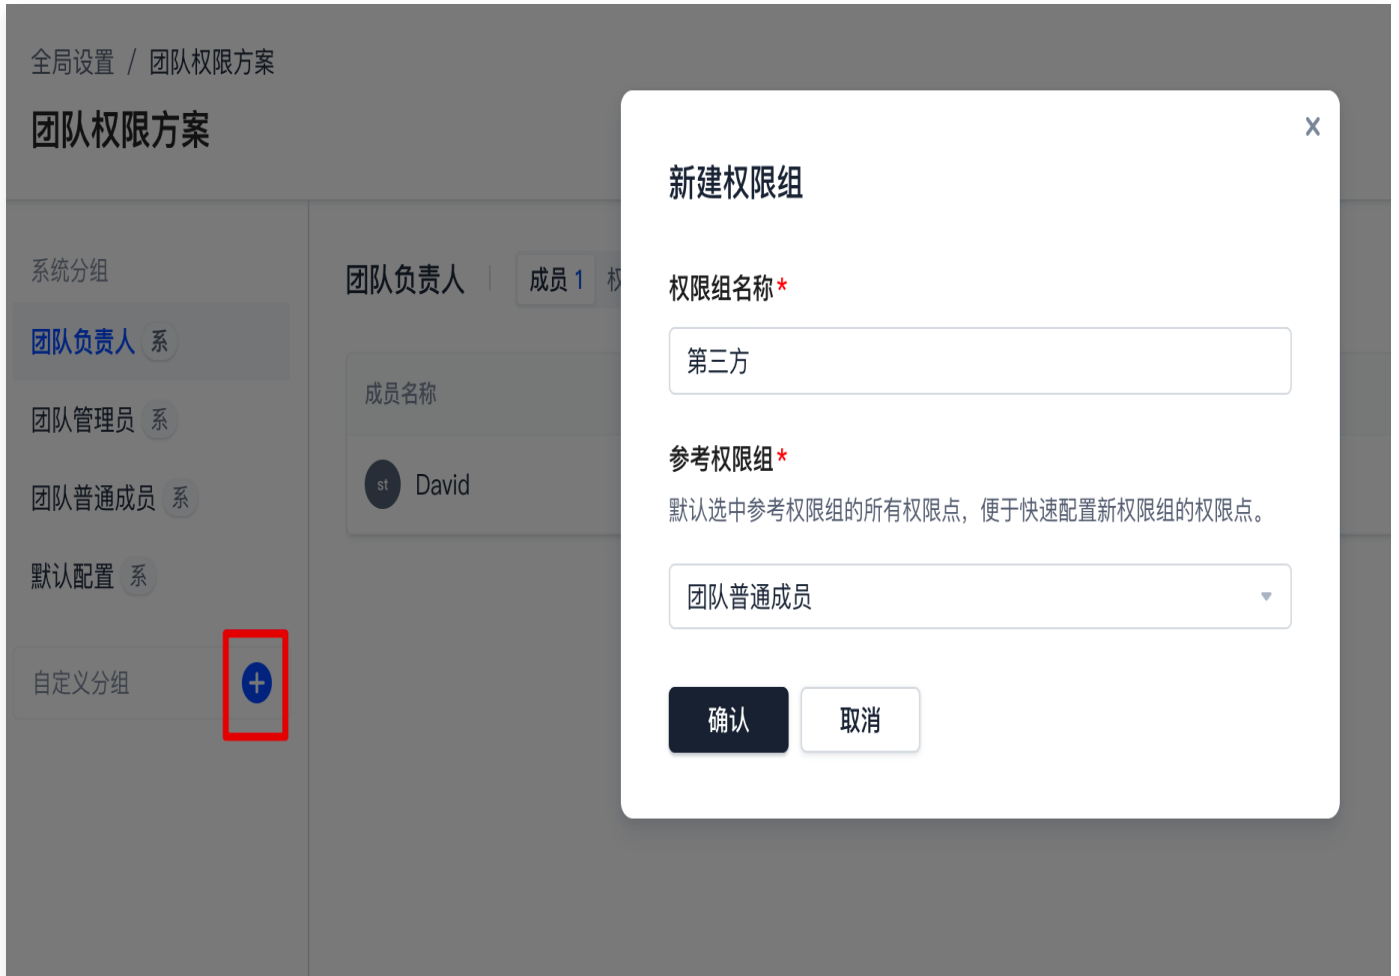 全局设置 / 团队权限方案
团队权限方案
系统分组
团队负责人 系
团队管理员 系
团队普通成员 系
默认配置 系
自定义分组
团队负责人 成员 1 权
成员名称
st David
新建权限组
权限组名称*
第三方
参考权限组*
默认选中参考权限组的所有权限点，便于快速配置新权限组的权限点。
团队普通成员
确认 取消